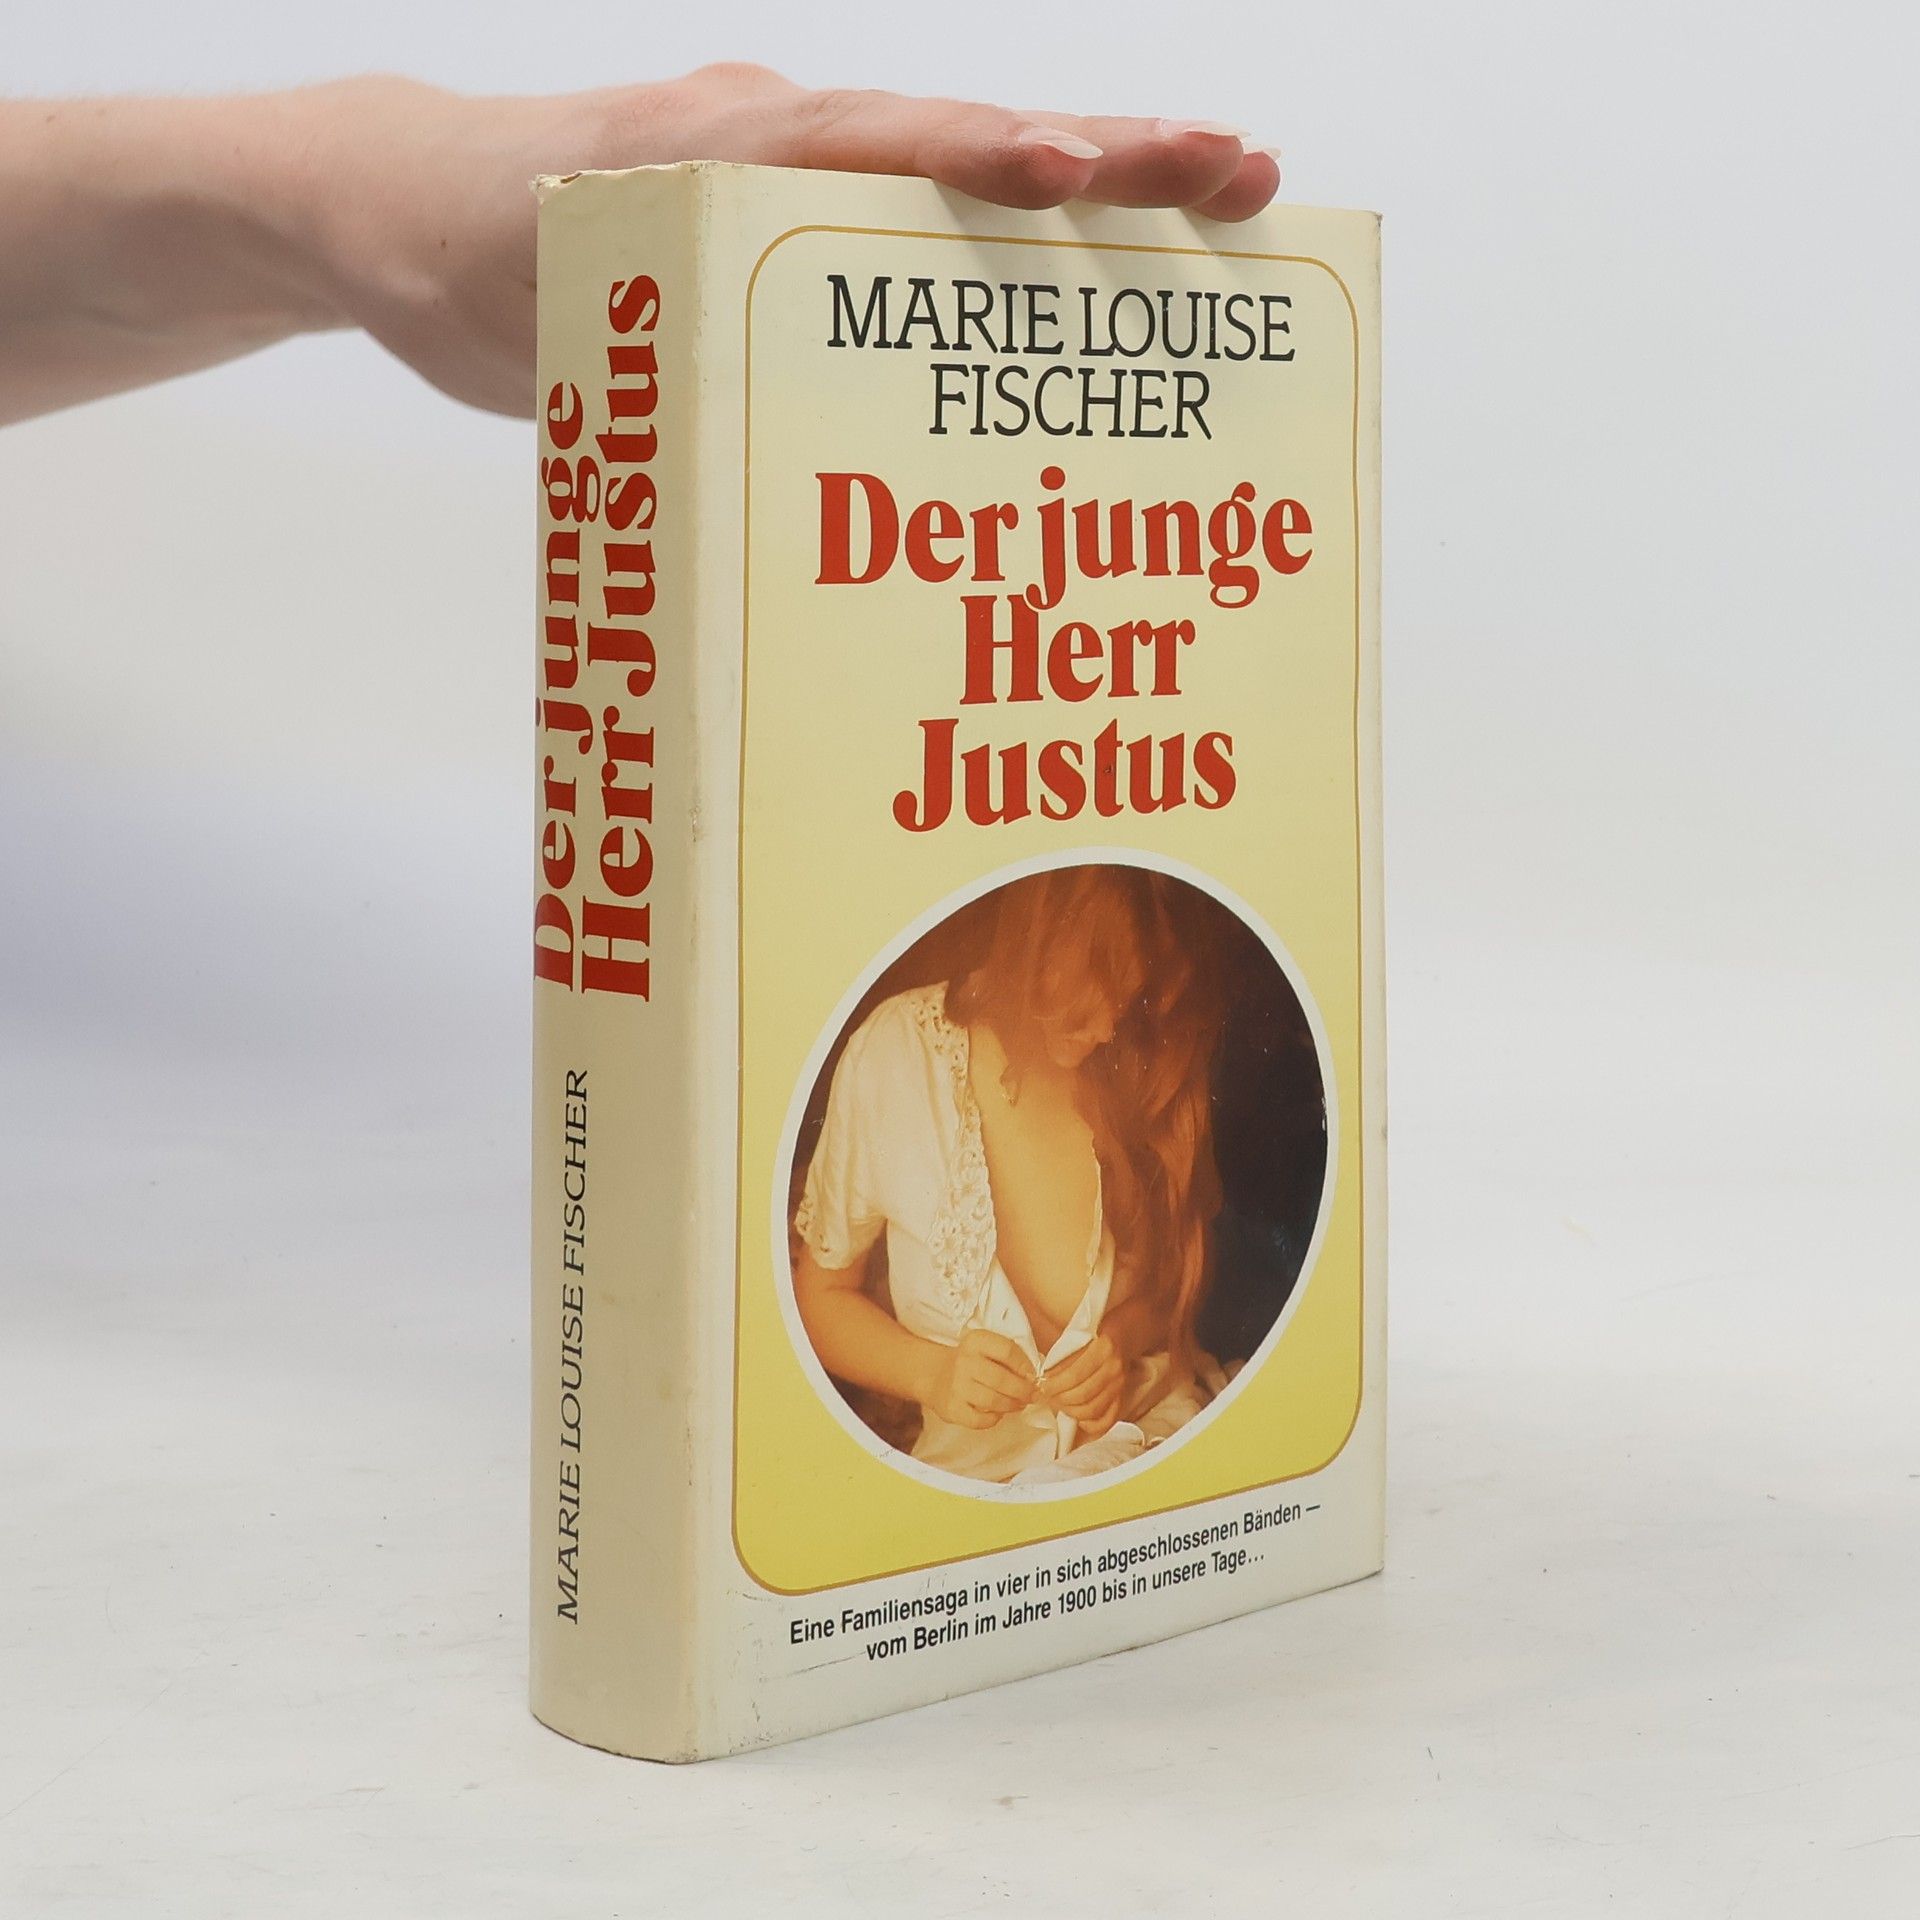 Der junge
Herr Justus
MARIE LOUISE FISCHER
MARIE LOUISE
FISCHER
Der junge
Herr
Justus
Eine Familiensaga in vier in sich abgeschlossenen Bänden –
vom Berlin im Jahre 1900 bis in unsere Tage...